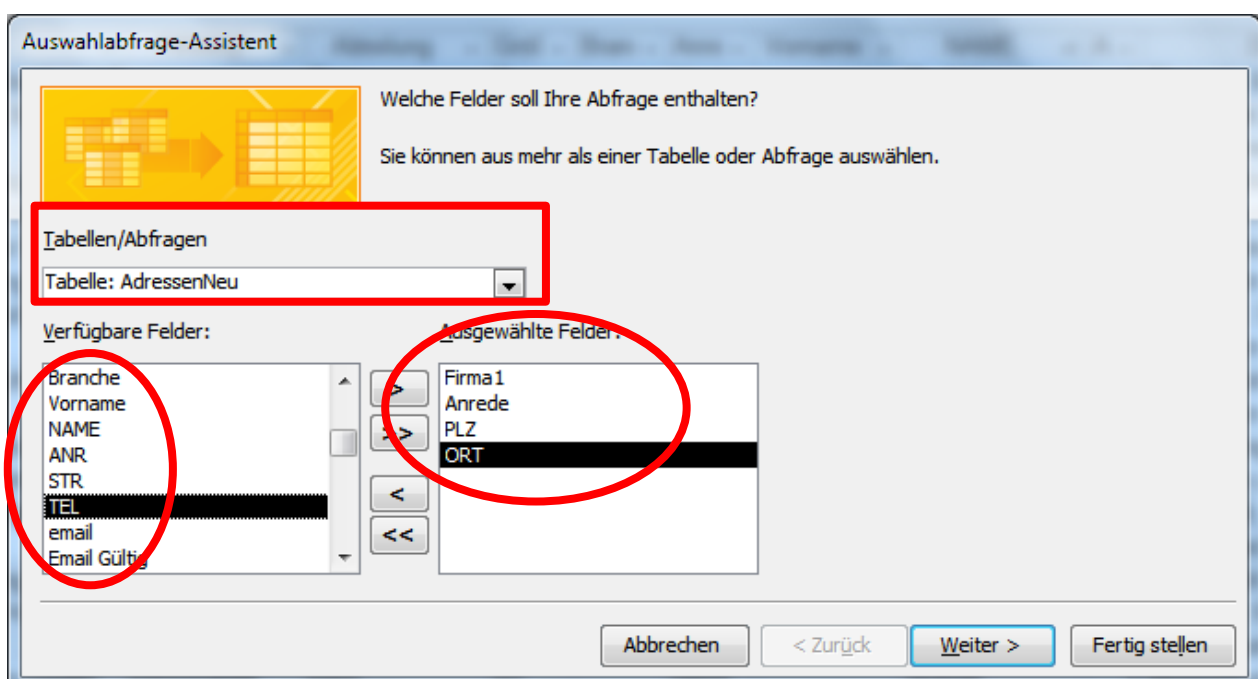 Auswahlabfrage-Assistent
Welche Felder soll Ihre Abfrage enthalten?
Sie können aus mehr als einer Tabelle oder Abfrage auswählen.
Tabellen/Abfragen
Tabelle: AdressenNeu
Verfügbare Felder:
Ausgewählte Felder:
Branche
Vorname
NAME
ANR
STR
TEL
email
Email Gültig
>
>>
<
<<
Firma1
Anrede
PLZ
ORT
Abbrechen
< Zurück
Weiter >
Fertig stellen